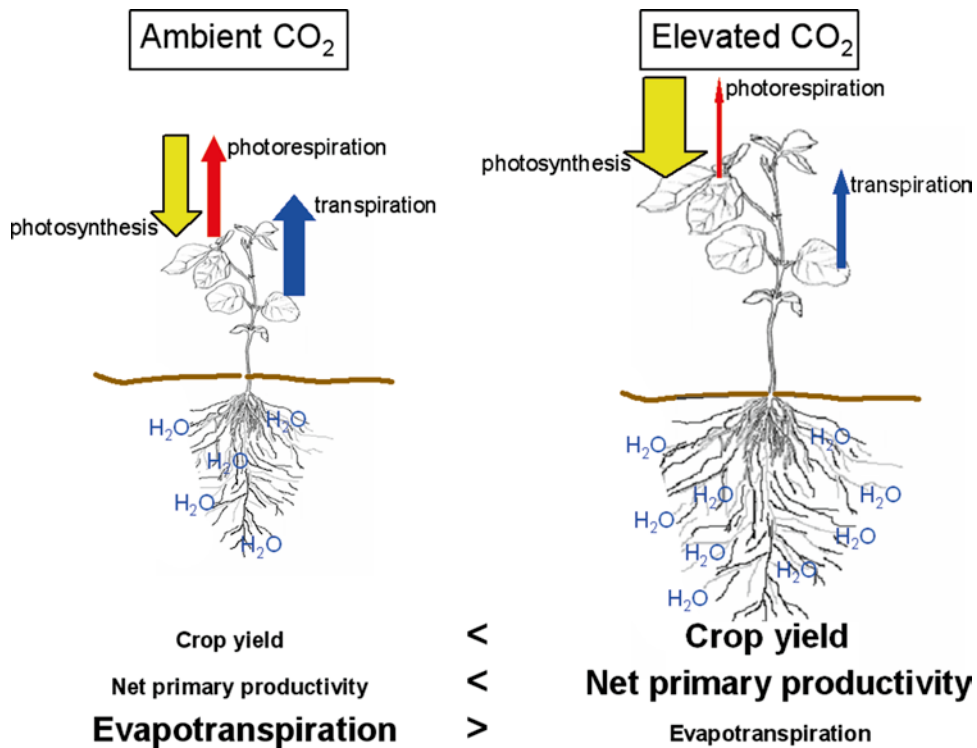 Ambient CO₂
Elevated CO₂
photorespiration
photosynthesis
transpiration
photorespiration
photosynthesis
transpiration
H₂O
H₂O
H₂O
H₂O
H₂O
H₂O
H₂O
H₂O
H₂O
H₂O
H₂O
H₂O
H₂O
H₂O
Crop yield < Crop yield
Net primary productivity < Net primary productivity
Evapotranspiration > Evapotranspiration